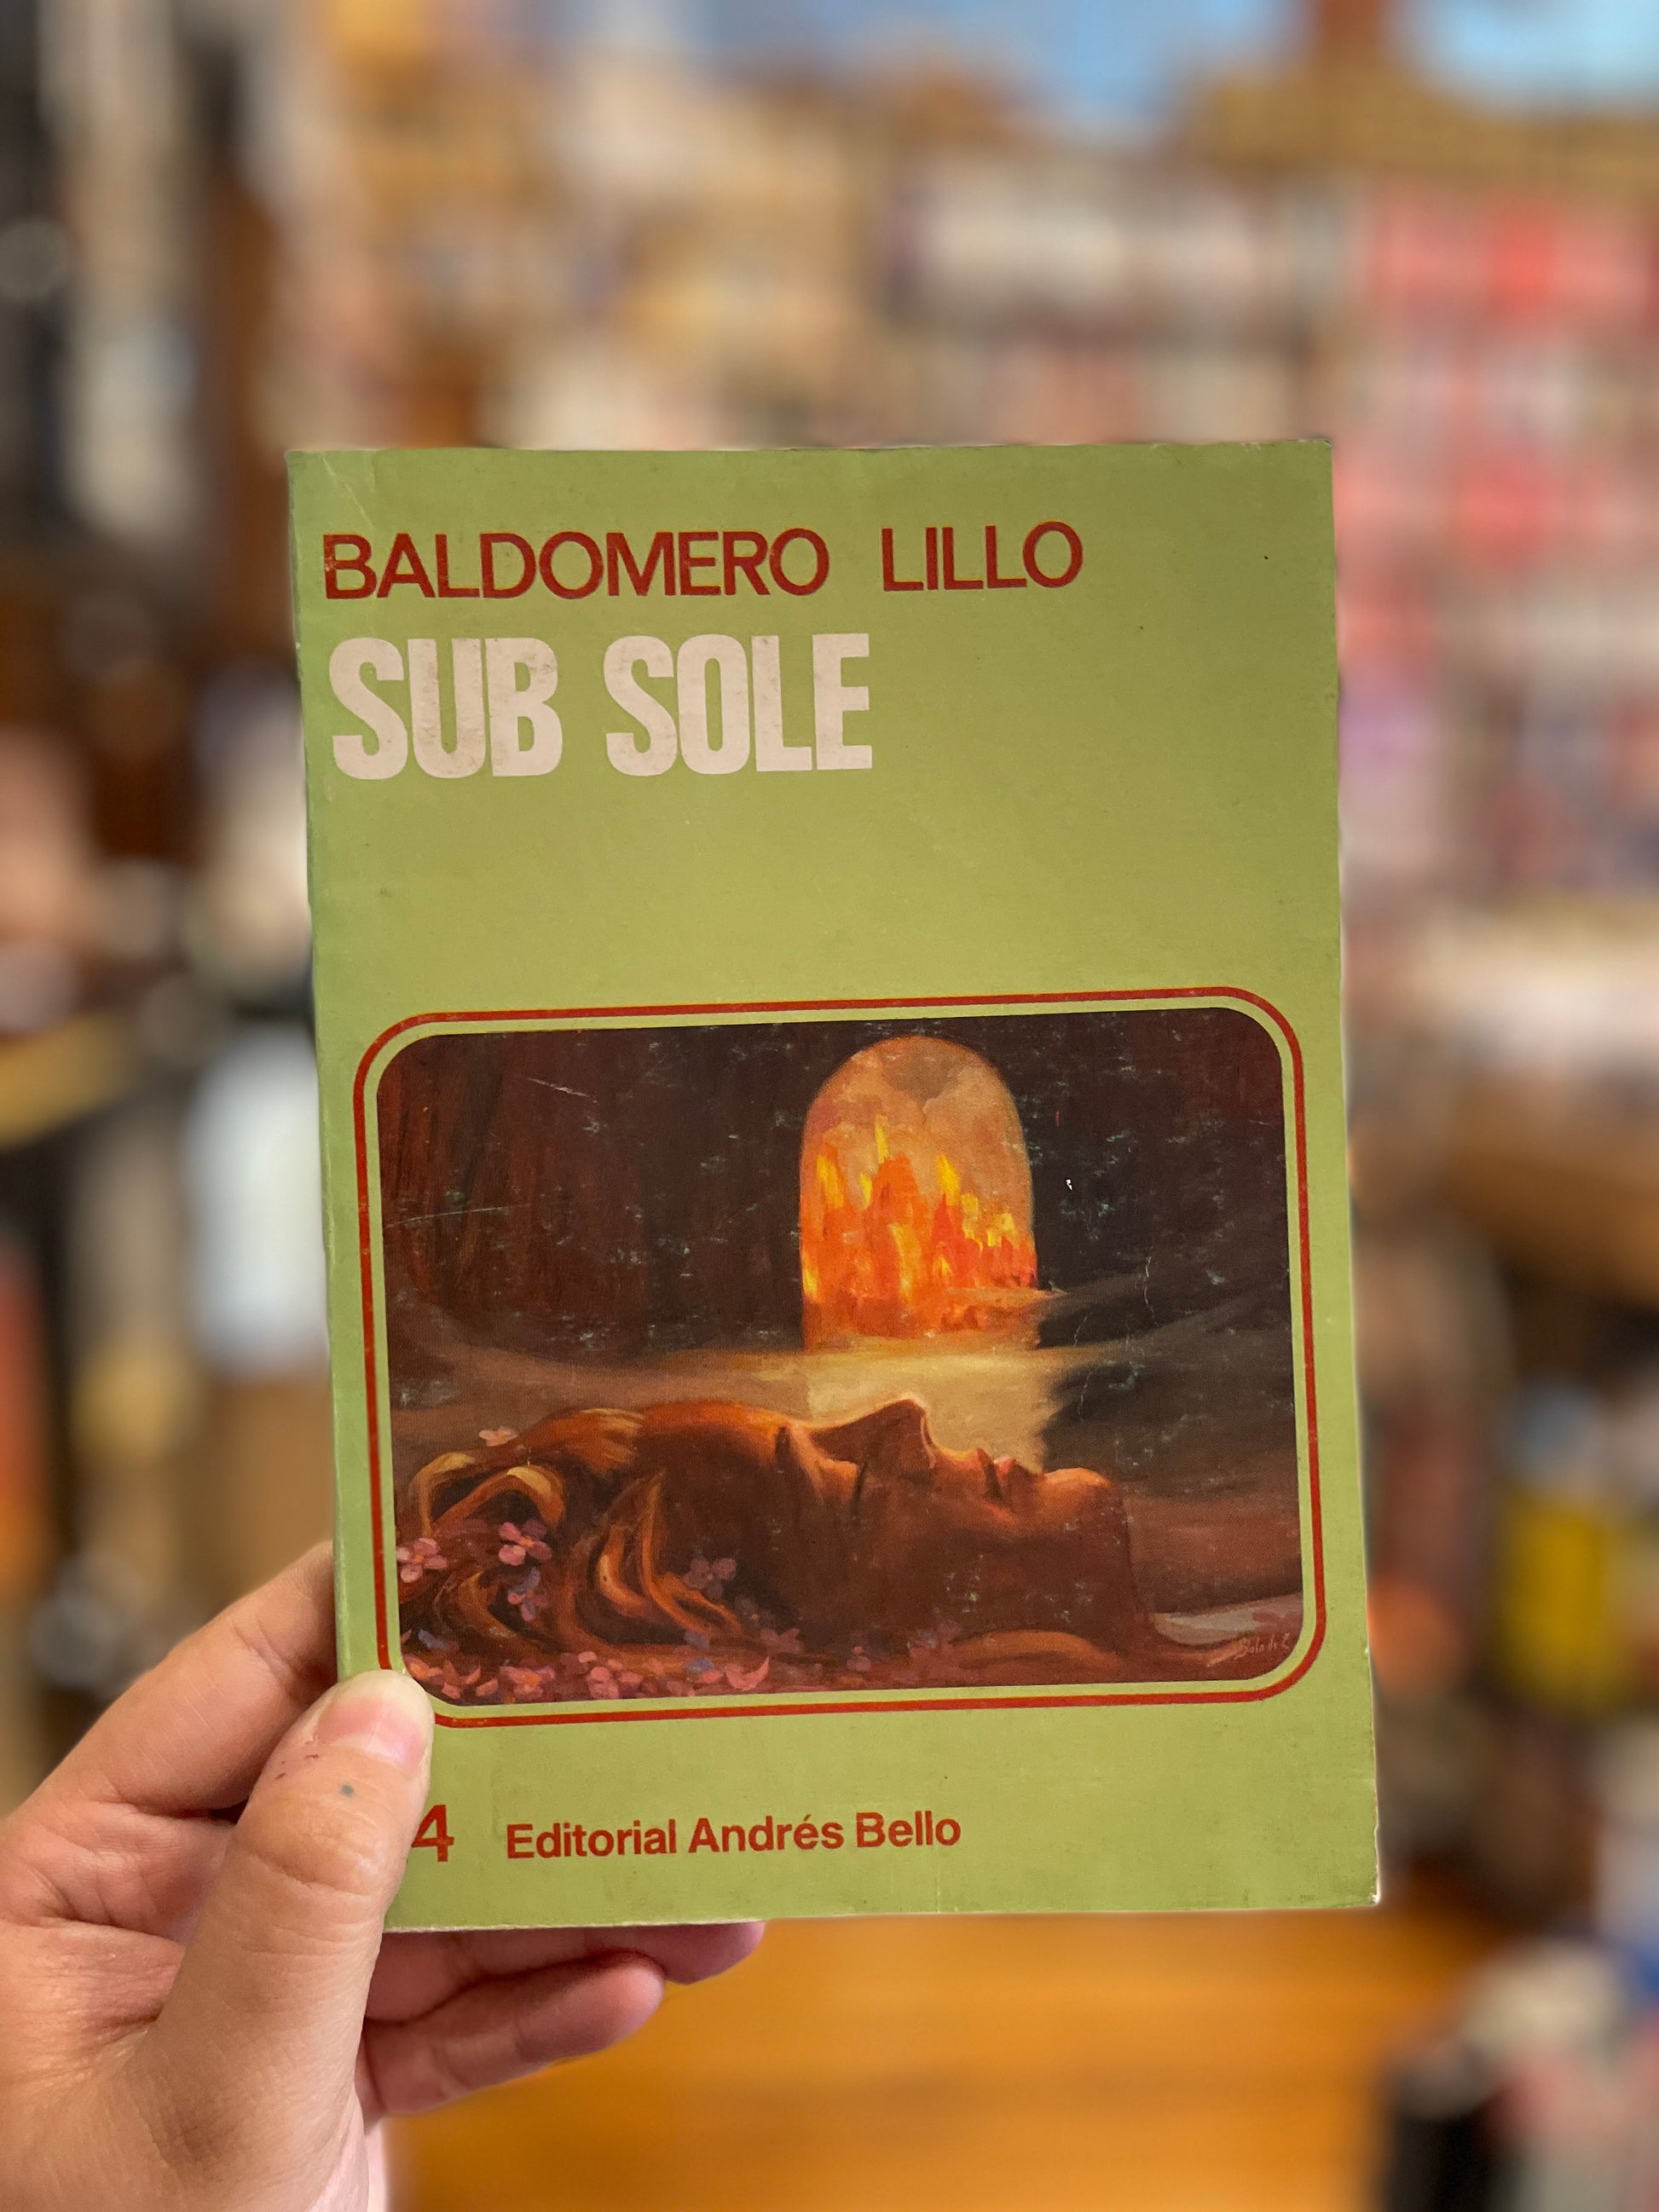 BALDOMERO LILLO
SUB SOLE
4 Editorial Andrés Bello